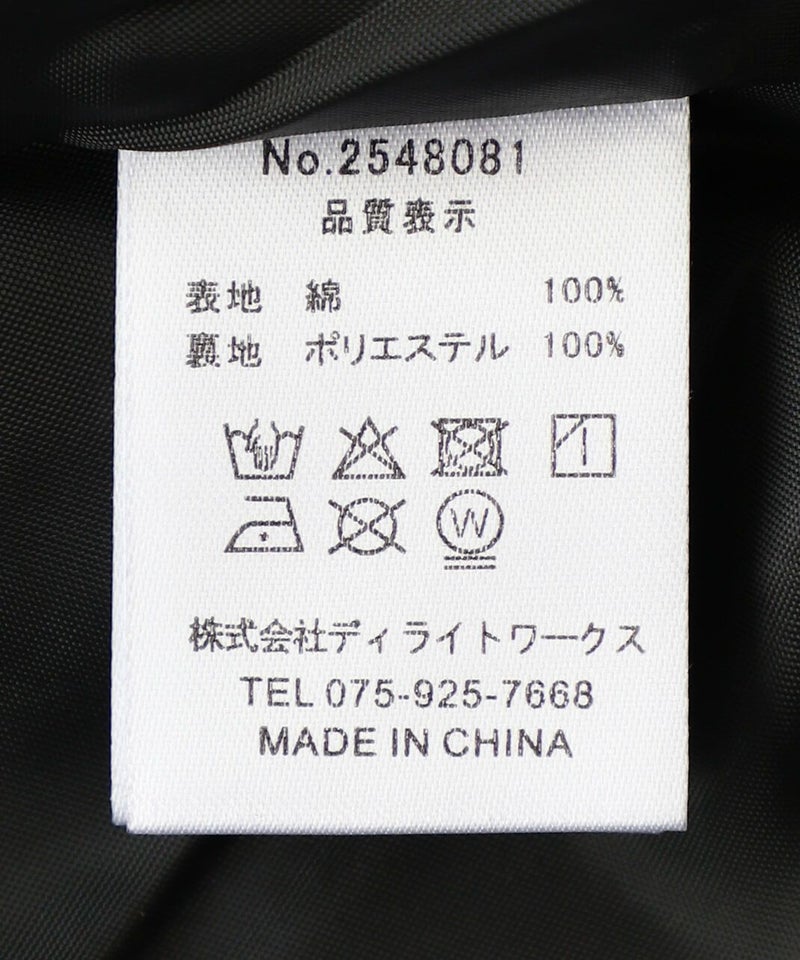 No.2548081
品質表示
表地 綿 100%
裏地 ポリエステル 100%
W
株式会社ディライトワークス
TEL 075-925-7668
MADE IN CHINA